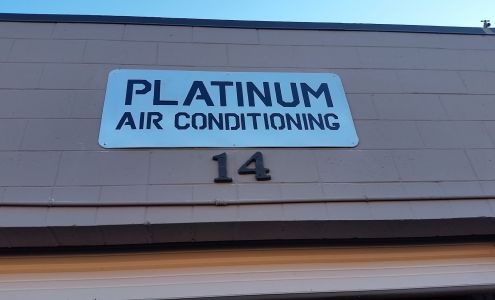 PLATINUM
AIR CONDITIONING
14